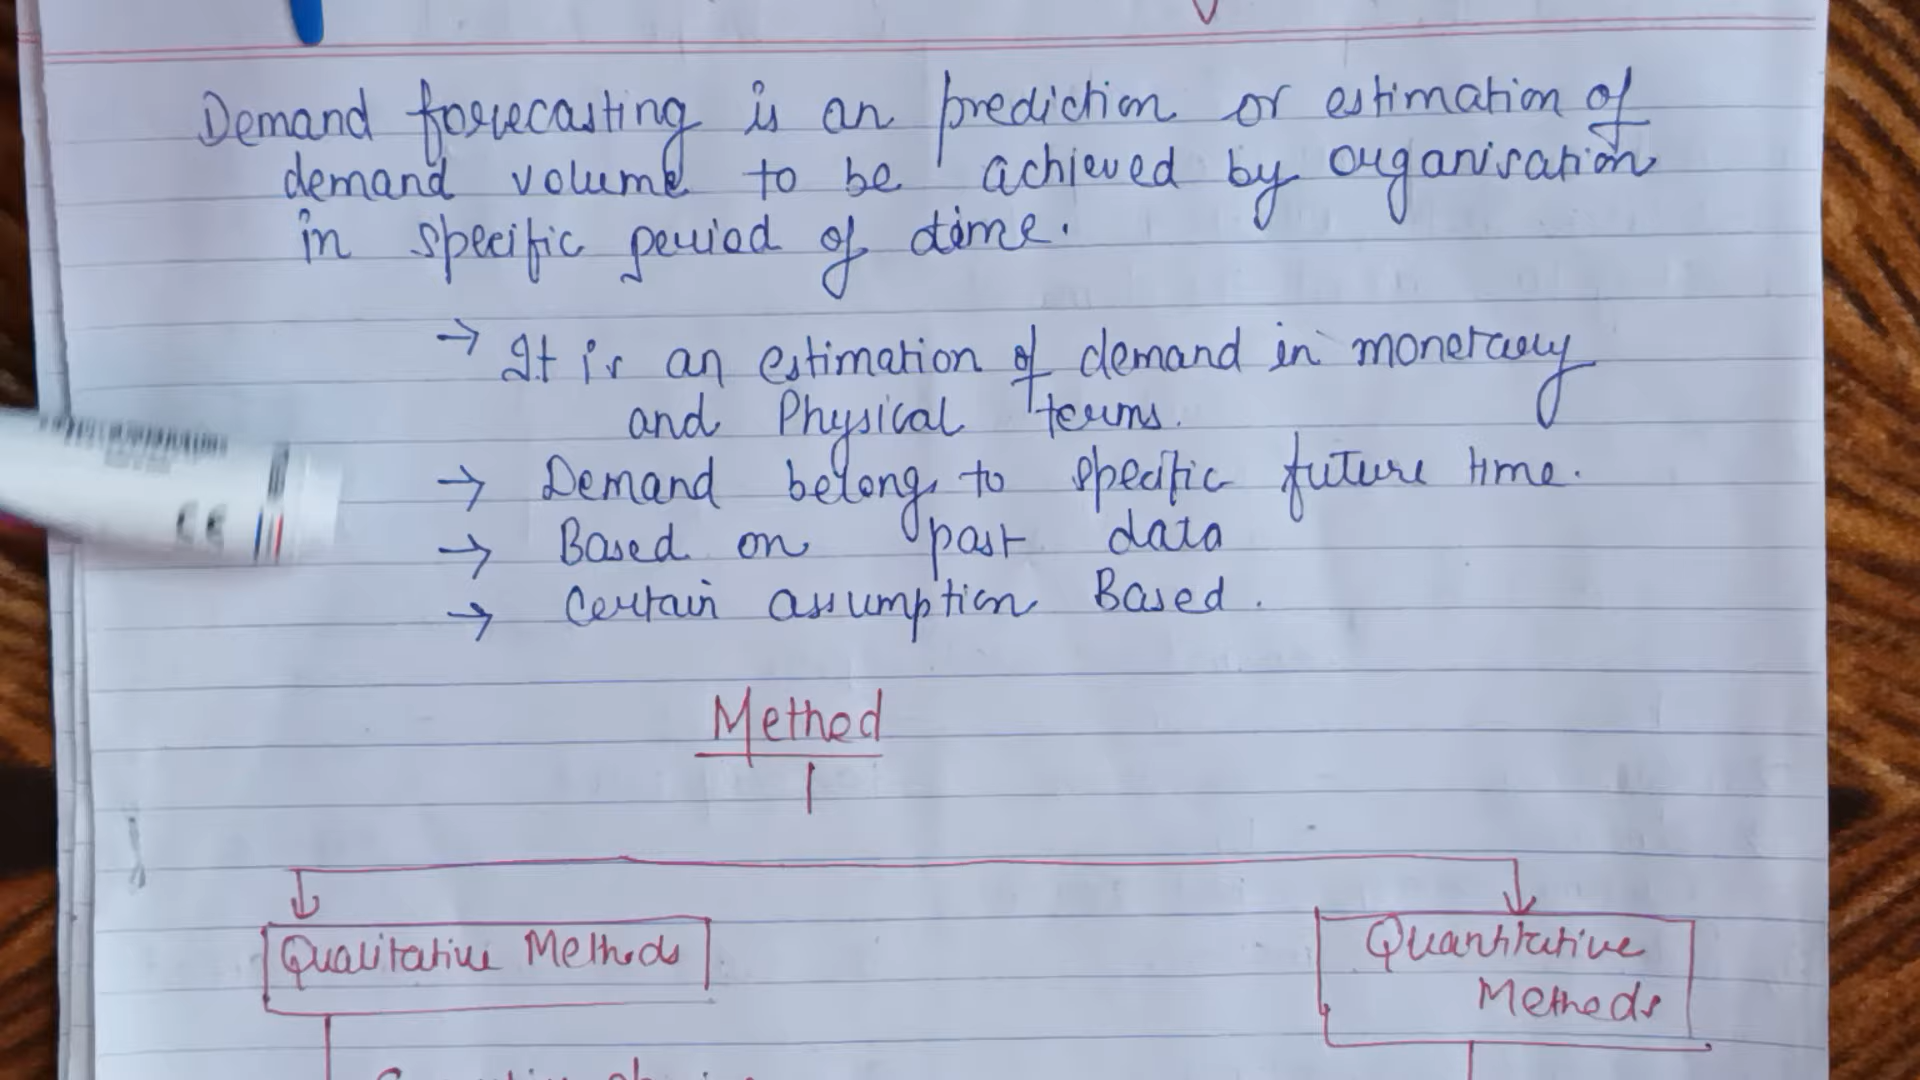 Demand forecasting is an prediction or estimation of
demand volume to be achieved by organisation
in specific period of time.
→ It is an estimation of demand in monetary
and Physical terms.
→ Demand belong to specific future time.
→ Based on past data
→ Certain assumption Based.
Method
Qualitative Methods
Quantitative
Methods
CE